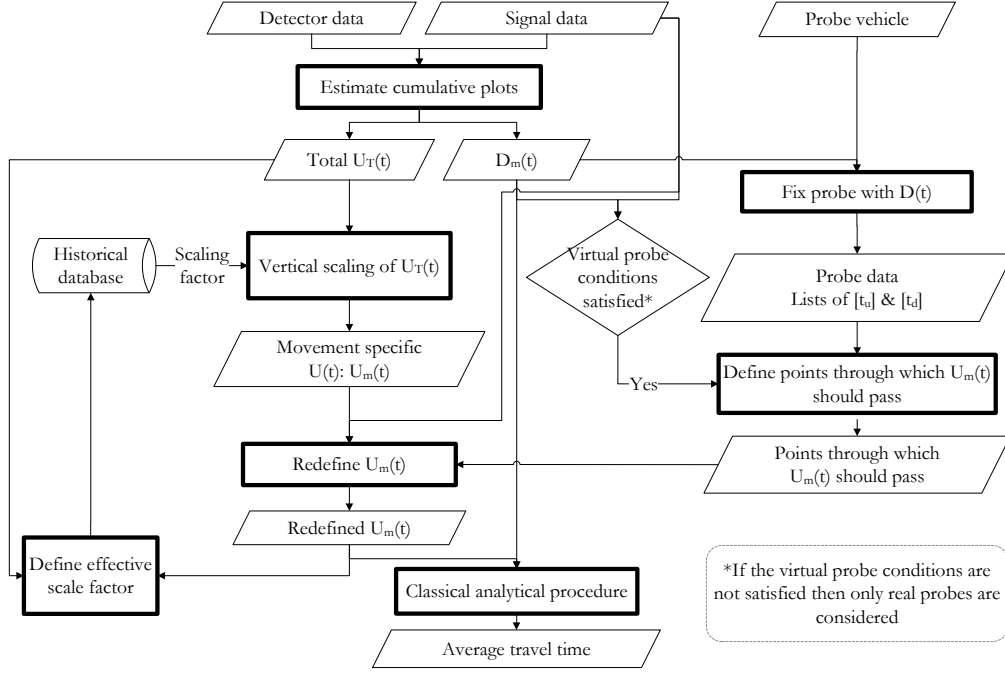 Detector data
Signal data
Probe vehicle
Estimate cumulative plots
Total U_T(t)
D_m(t)
Fix probe with D(t)
Historical
database
Scaling
factor
Vertical scaling of U_T(t)
Virtual probe
conditions
satisfied*
Probe data
Lists of [t_u] & [t_d]
Movement specific
U(t): U_m(t)
Yes
Define points through which U_m(t)
should pass
Redefine U_m(t)
Points through which
U_m(t) should pass
Redefined U_m(t)
Define effective
scale factor
Classical analytical procedure
*If the virtual probe conditions are
not satisfied then only real probes are
considered
Average travel time